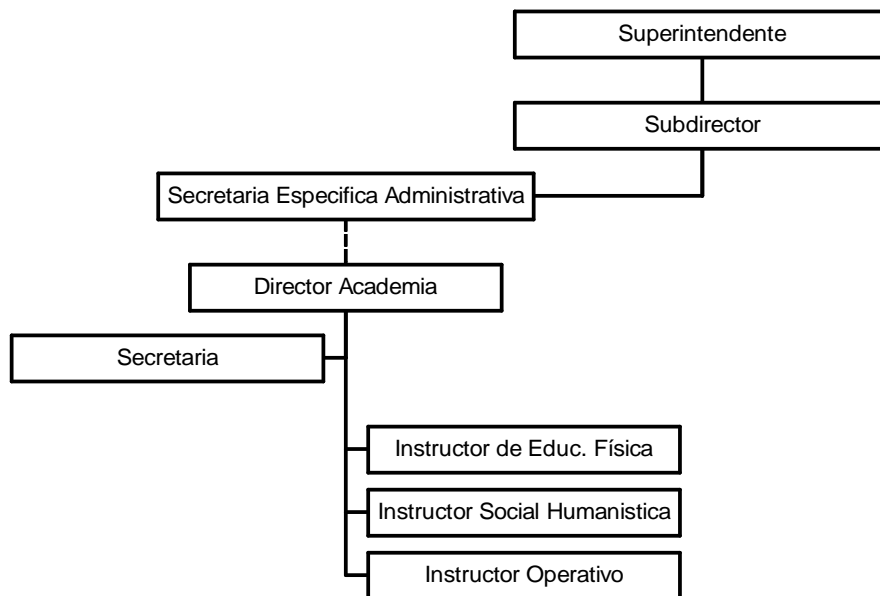 Superintendente
Subdirector
Secretaria Especifica Administrativa
Director Academia
Secretaria
Instructor de Educ. Física
Instructor Social Humanistica
Instructor Operativo